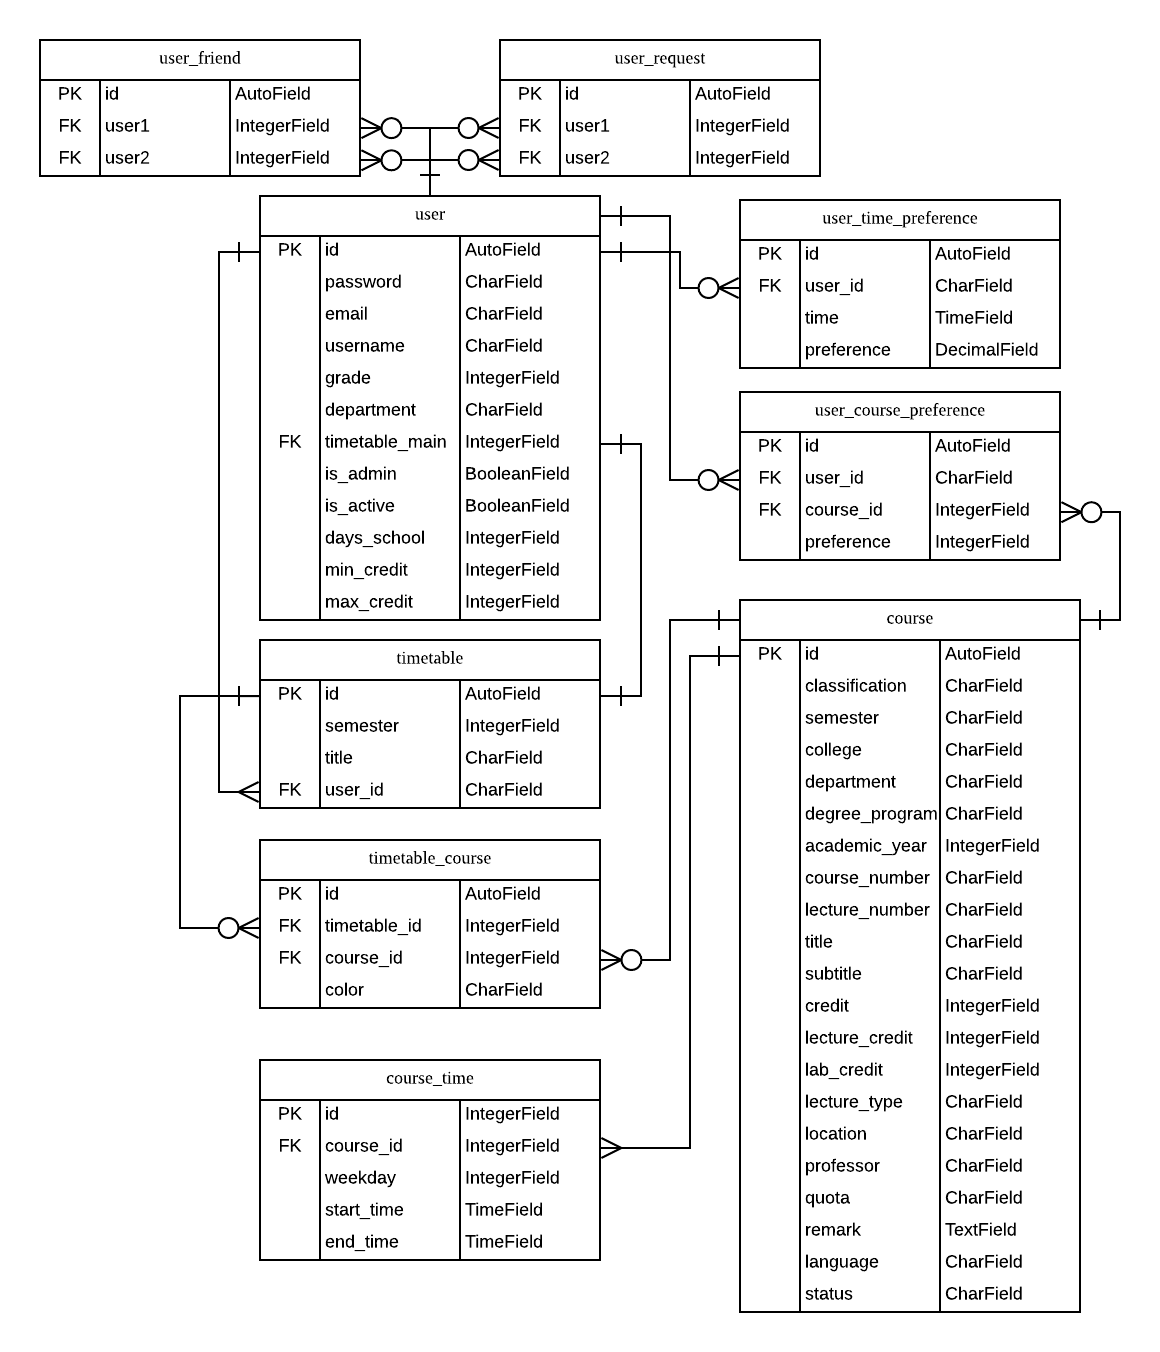 user_friend
PK id AutoField
FK user1 IntegerField
FK user2 IntegerField
user_request
PK id AutoField
FK user1 IntegerField
FK user2 IntegerField
user
PK id AutoField
password CharField
email CharField
username CharField
grade IntegerField
department CharField
FK timetable_main IntegerField
is_admin BooleanField
is_active BooleanField
days_school IntegerField
min_credit IntegerField
max_credit IntegerField
user_time_preference
PK id AutoField
FK user_id CharField
time TimeField
preference DecimalField
user_course_preference
PK id AutoField
FK user_id CharField
FK course_id IntegerField
preference IntegerField
timetable
PK id AutoField
semester IntegerField
title CharField
FK user_id CharField
timetable_course
PK id AutoField
FK timetable_id IntegerField
FK course_id IntegerField
color CharField
course_time
PK id IntegerField
FK course_id IntegerField
weekday IntegerField
start_time TimeField
end_time TimeField
course
PK id AutoField
classification CharField
semester CharField
college CharField
department CharField
degree_program CharField
academic_year IntegerField
course_number CharField
lecture_number CharField
title CharField
subtitle CharField
credit IntegerField
lecture_credit IntegerField
lab_credit IntegerField
lecture_type CharField
location CharField
professor CharField
quota CharField
remark TextField
language CharField
status CharField